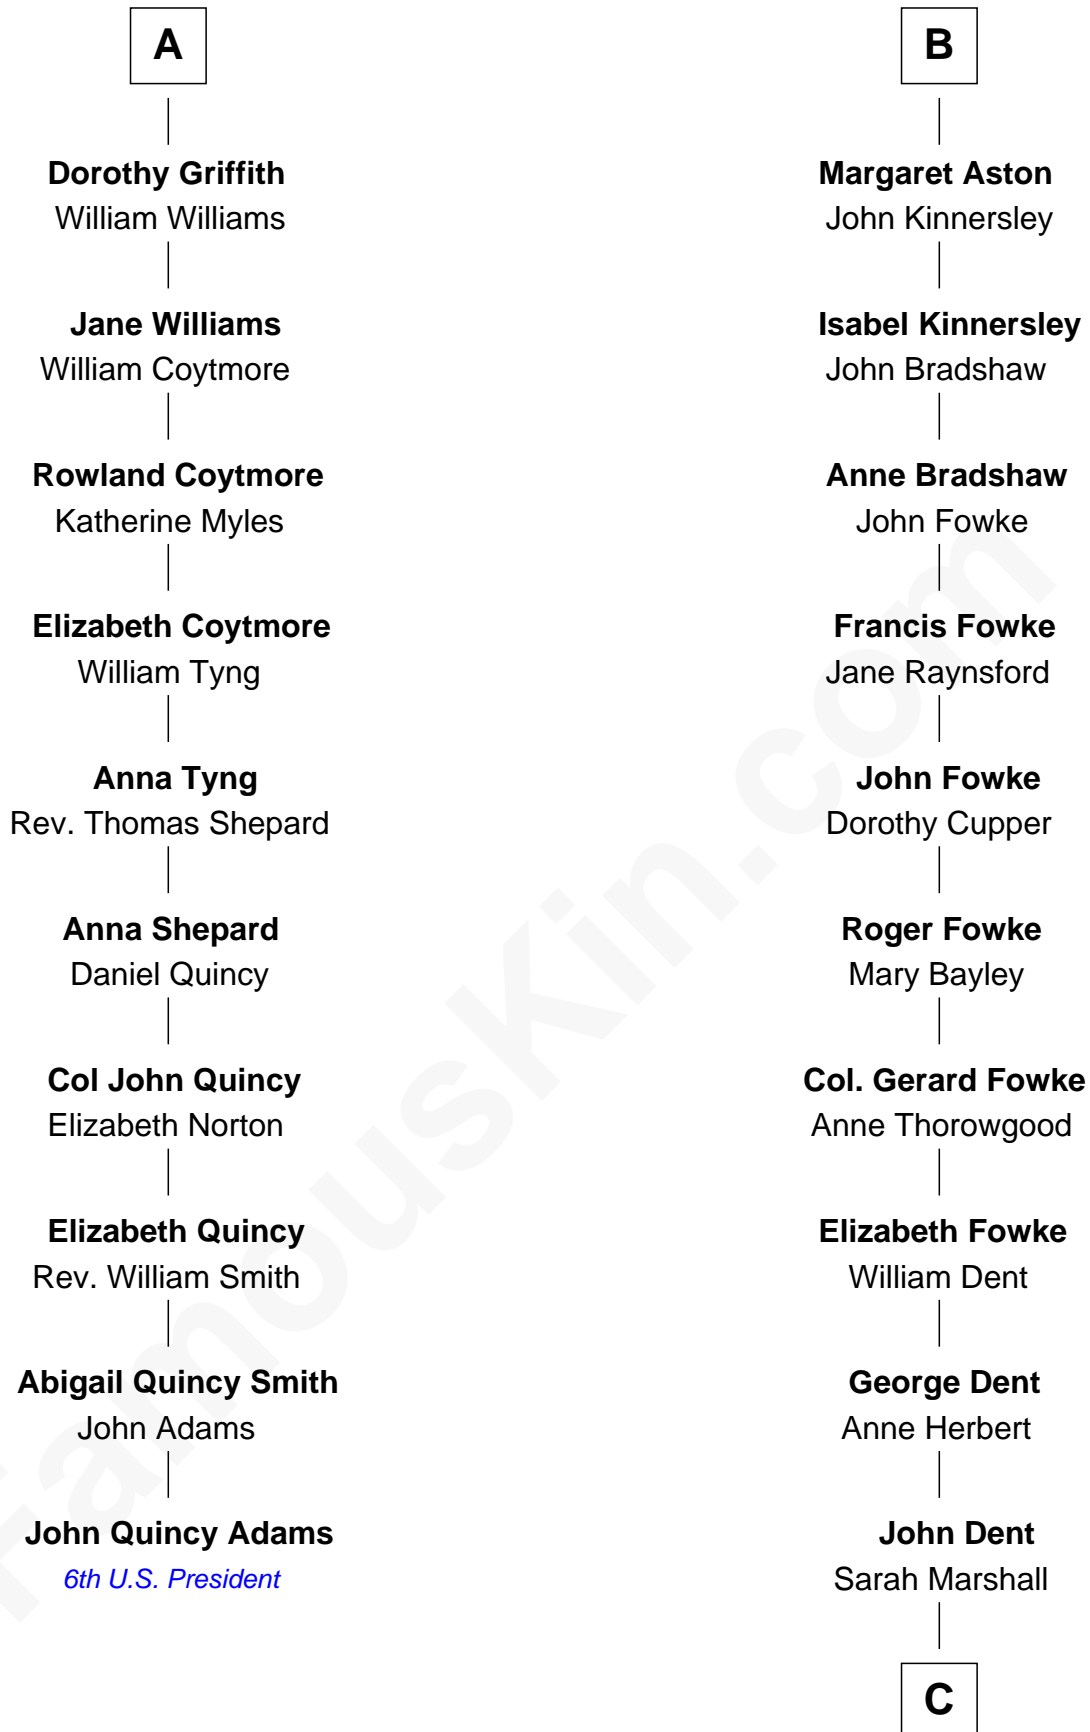 A
Dorothy Griffith
William Williams
Jane Williams
William Coytmore
Rowland Coytmore
Katherine Myles
Elizabeth Coytmore
William Tyng
Anna Tyng
Rev. Thomas Shepard
Anna Shepard
Daniel Quincy
Col John Quincy
Elizabeth Norton
Elizabeth Quincy
Rev. William Smith
Abigail Quincy Smith
John Adams
John Quincy Adams
6th U.S. President
B
Margaret Aston
John Kinnersley
Isabel Kinnersley
John Bradshaw
Anne Bradshaw
John Fowke
Francis Fowke
Jane Raynsford
John Fowke
Dorothy Cupper
Roger Fowke
Mary Bayley
Col. Gerard Fowke
Anne Thorowgood
Elizabeth Fowke
William Dent
George Dent
Anne Herbert
John Dent
Sarah Marshall
C
FamousKin.com